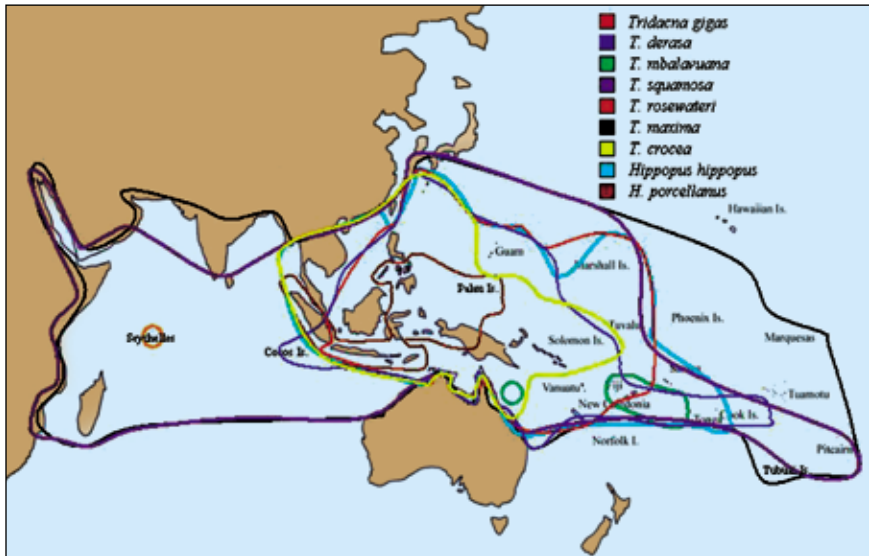 Tridacna gigas
T. derasa
T. mbalavuana
T. squamosa
T. rosewateri
T. maxima
T. crocea
Hippopus hippopus
H. porcellanus
Hawaiian Is.
Guam
Marshall Is.
Palau Is.
Phoenix Is.
Seychelles
Cocos Is.
Solomon Is.
Tuvalu
Marquesas
Vanuatu
Fiji
Tuamotu
New Caledonia
Tonga
Cook Is.
Norfolk I.
Pitcairn
Tubuai Is